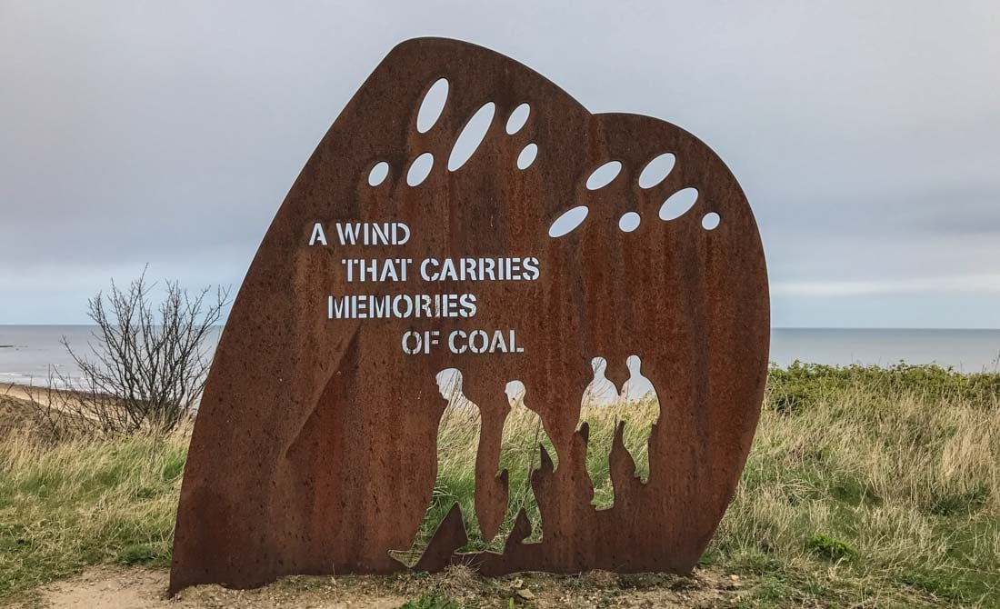 A WIND
THAT CARRIES
MEMORIES
OF COAL